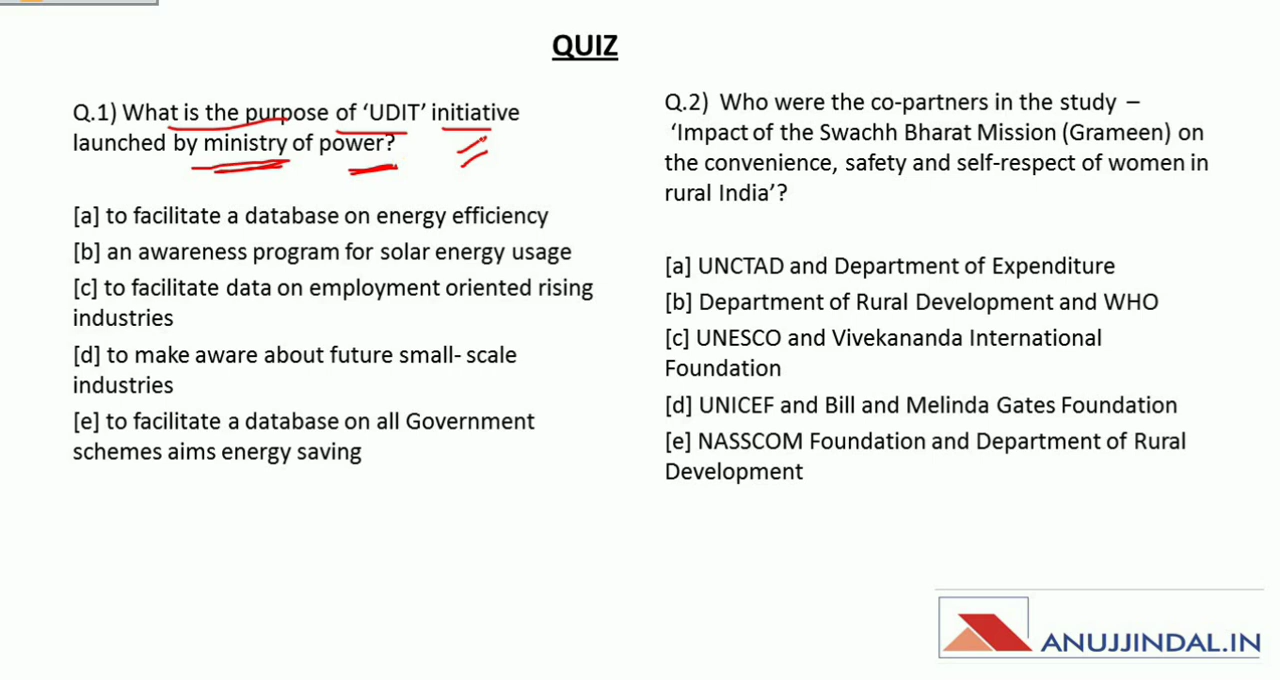 QUIZ
Q.1) What is the purpose of ‘UDIT’ initiative
launched by ministry of power?
[a] to facilitate a database on energy efficiency
[b] an awareness program for solar energy usage
[c] to facilitate data on employment oriented rising
industries
[d] to make aware about future small- scale
industries
[e] to facilitate a database on all Government
schemes aims energy saving
Q.2) Who were the co-partners in the study –
‘Impact of the Swachh Bharat Mission (Grameen) on
the convenience, safety and self-respect of women in
rural India’?
[a] UNCTAD and Department of Expenditure
[b] Department of Rural Development and WHO
[c] UNESCO and Vivekananda International
Foundation
[d] UNICEF and Bill and Melinda Gates Foundation
[e] NASSCOM Foundation and Department of Rural
Development
ANUJJINDAL.IN